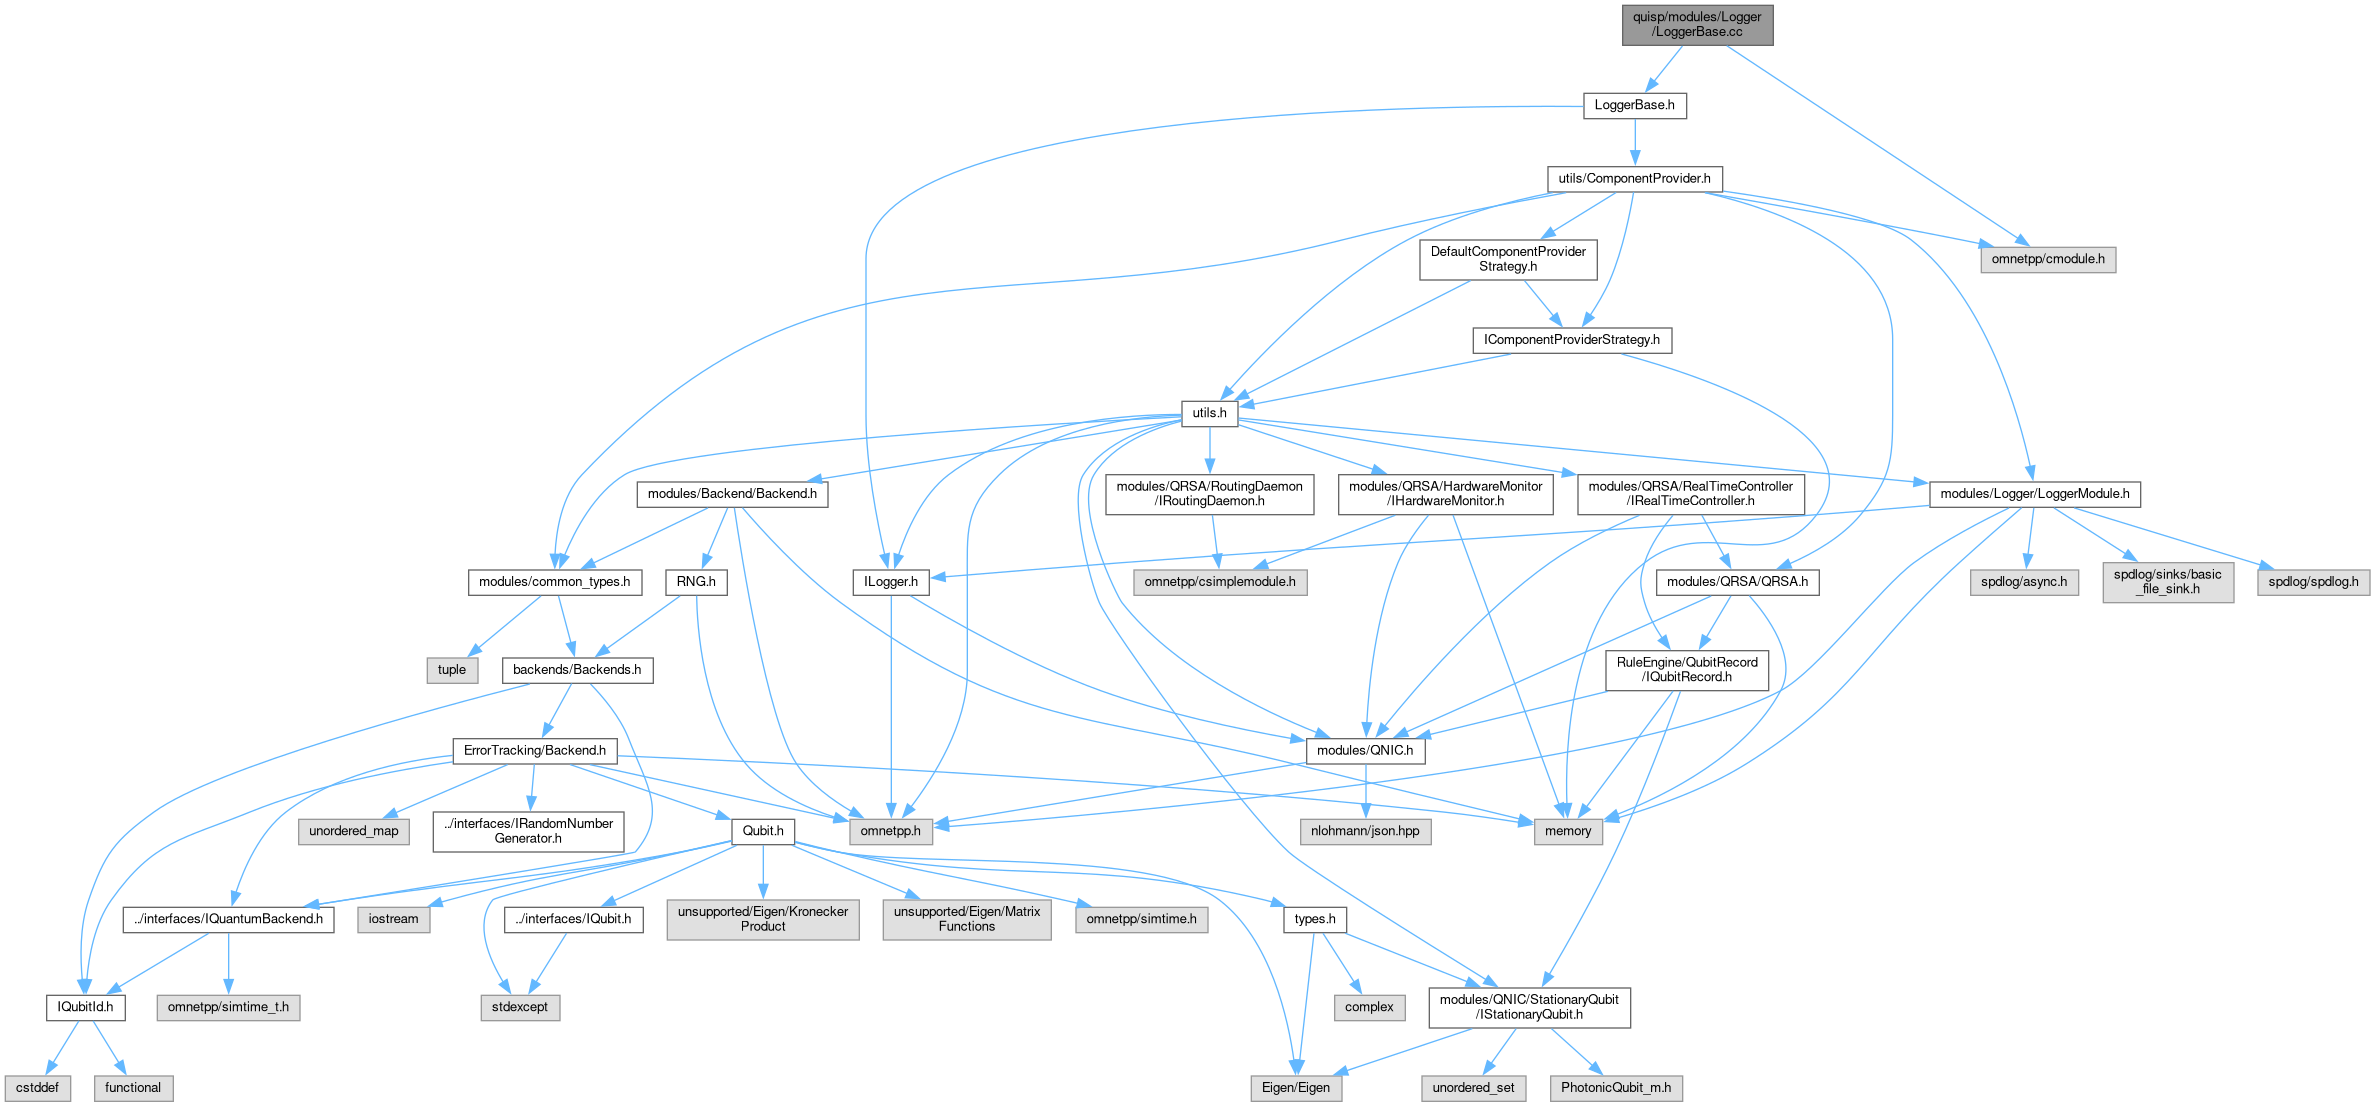 quisp/modules/Logger
/LoggerBase.cc
LoggerBase.h
utils/ComponentProvider.h
DefaultComponentProvider
Strategy.h
omnetpp/cmodule.h
IComponentProviderStrategy.h
utils.h
modules/Backend/Backend.h
modules/QRSA/RoutingDaemon
/IRoutingDaemon.h
modules/QRSA/HardwareMonitor
/IHardwareMonitor.h
modules/QRSA/RealTimeController
/IRealTimeController.h
modules/Logger/LoggerModule.h
modules/common_types.h
RNG.h
ILogger.h
omnetpp/csimplemodule.h
modules/QRSA/QRSA.h
spdlog/async.h
spdlog/sinks/basic
_file_sink.h
spdlog/spdlog.h
tuple
backends/Backends.h
RuleEngine/QubitRecord
/IQubitRecord.h
ErrorTracking/Backend.h
modules/QNIC.h
unordered_map
../interfaces/IRandomNumber
Generator.h
Qubit.h
omnetpp.h
nlohmann/json.hpp
memory
../interfaces/IQuantumBackend.h
iostream
../interfaces/IQubit.h
unsupported/Eigen/Kronecker
Product
unsupported/Eigen/Matrix
Functions
omnetpp/simtime.h
types.h
IQubitId.h
omnetpp/simtime_t.h
stdexcept
complex
modules/QNIC/StationaryQubit
/IStationaryQubit.h
cstddef
functional
Eigen/Eigen
unordered_set
PhotonicQubit_m.h